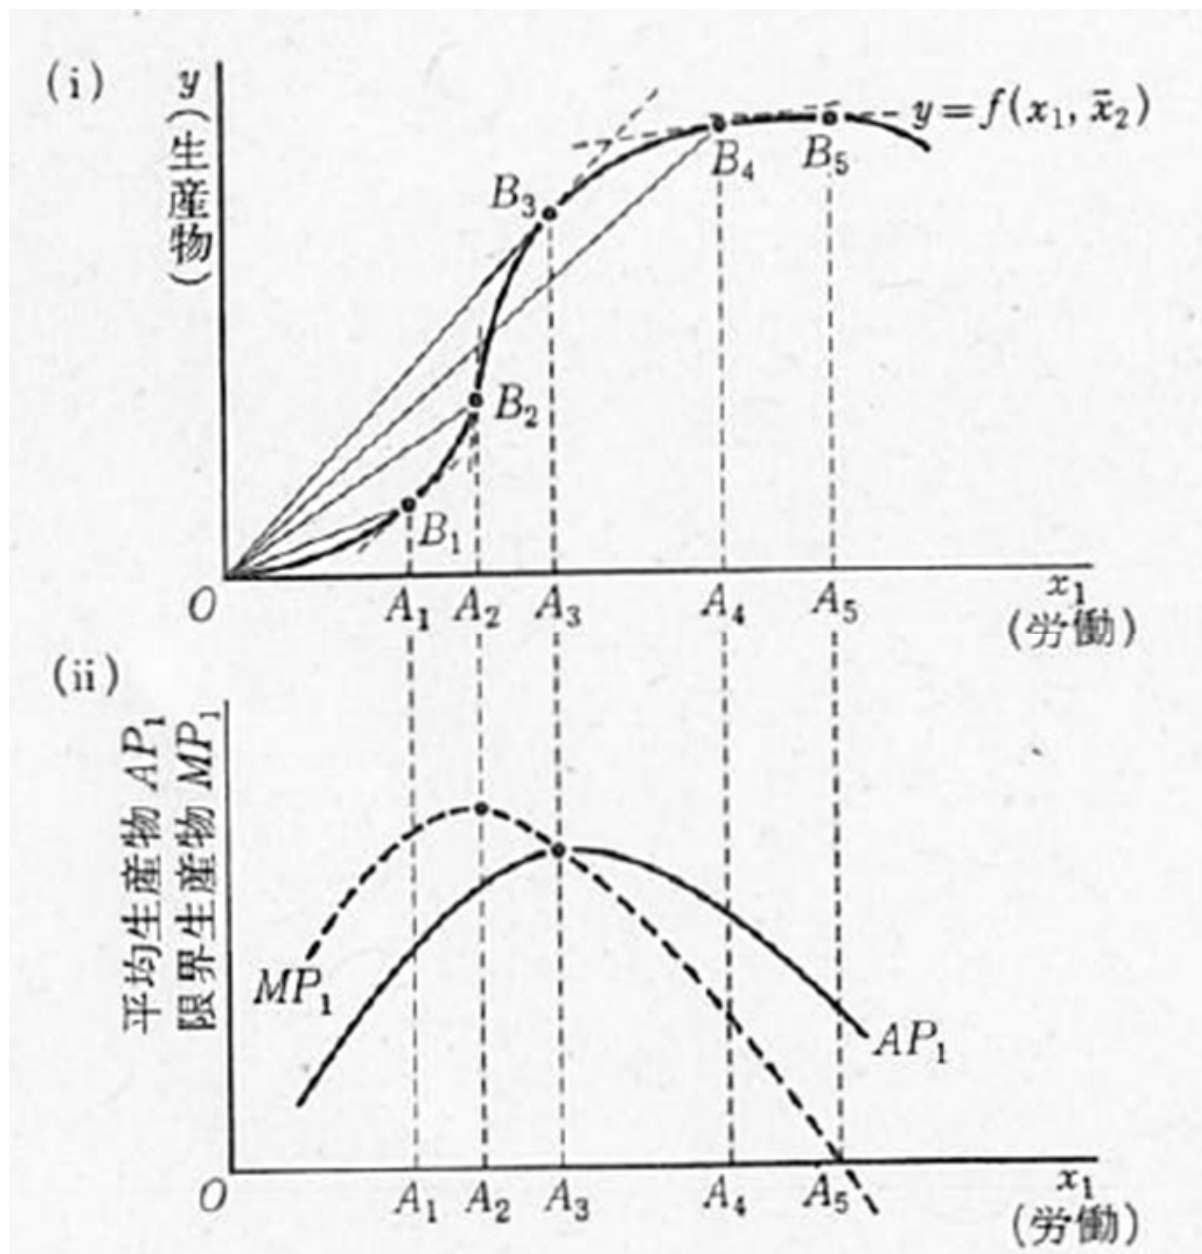 (i)
y(生産物)
y=f(x₁, x̄₂)
B₃
B₄
B₅
B₂
B₁
O
A₁
A₂
A₃
A₄
A₅
x₁
(労働)
(ii)
平均生産物 AP₁
限界生産物 MP₁
MP₁
AP₁
O
A₁
A₂
A₃
A₄
A₅
x₁
(労働)